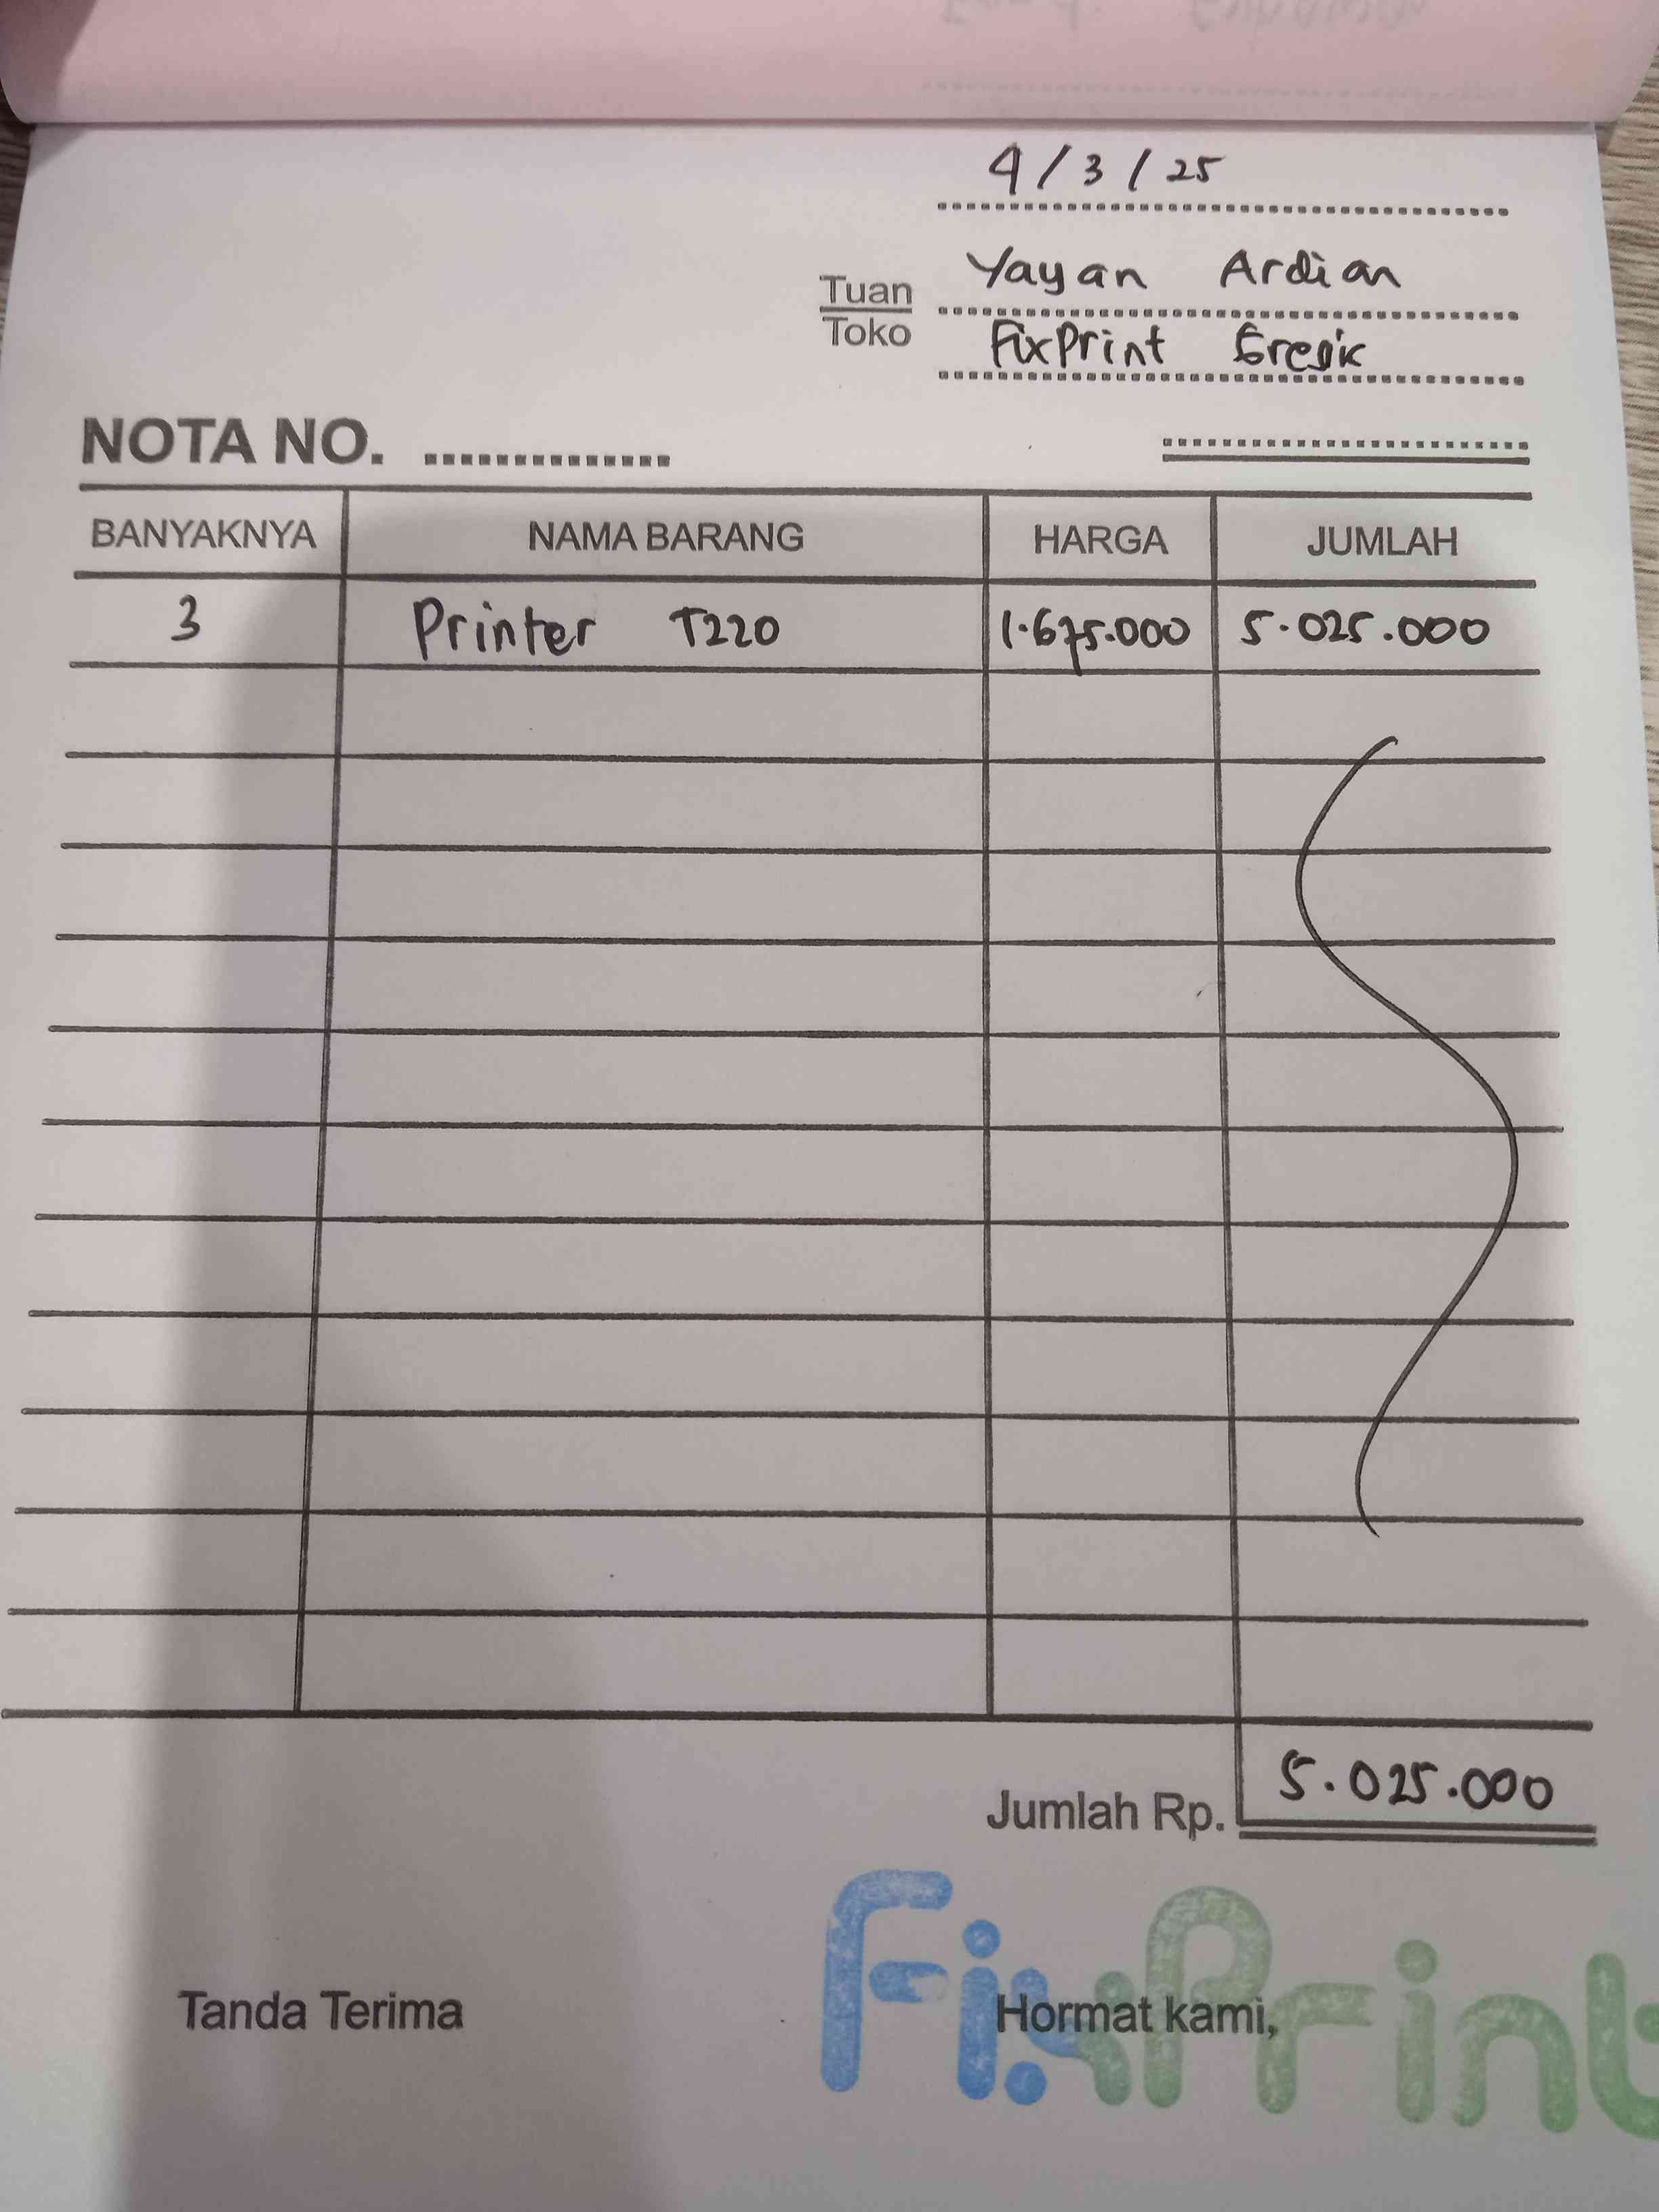 4/3/25
Tuan Yayan Ardian
Toko FixPrint Gresik
NOTA NO. ..............
BANYAKNYA NAMA BARANG HARGA JUMLAH
3 Printer T220 1.675.000 5.025.000
Jumlah Rp. 5.025.000
FixPrint
Tanda Terima Hormat kami,